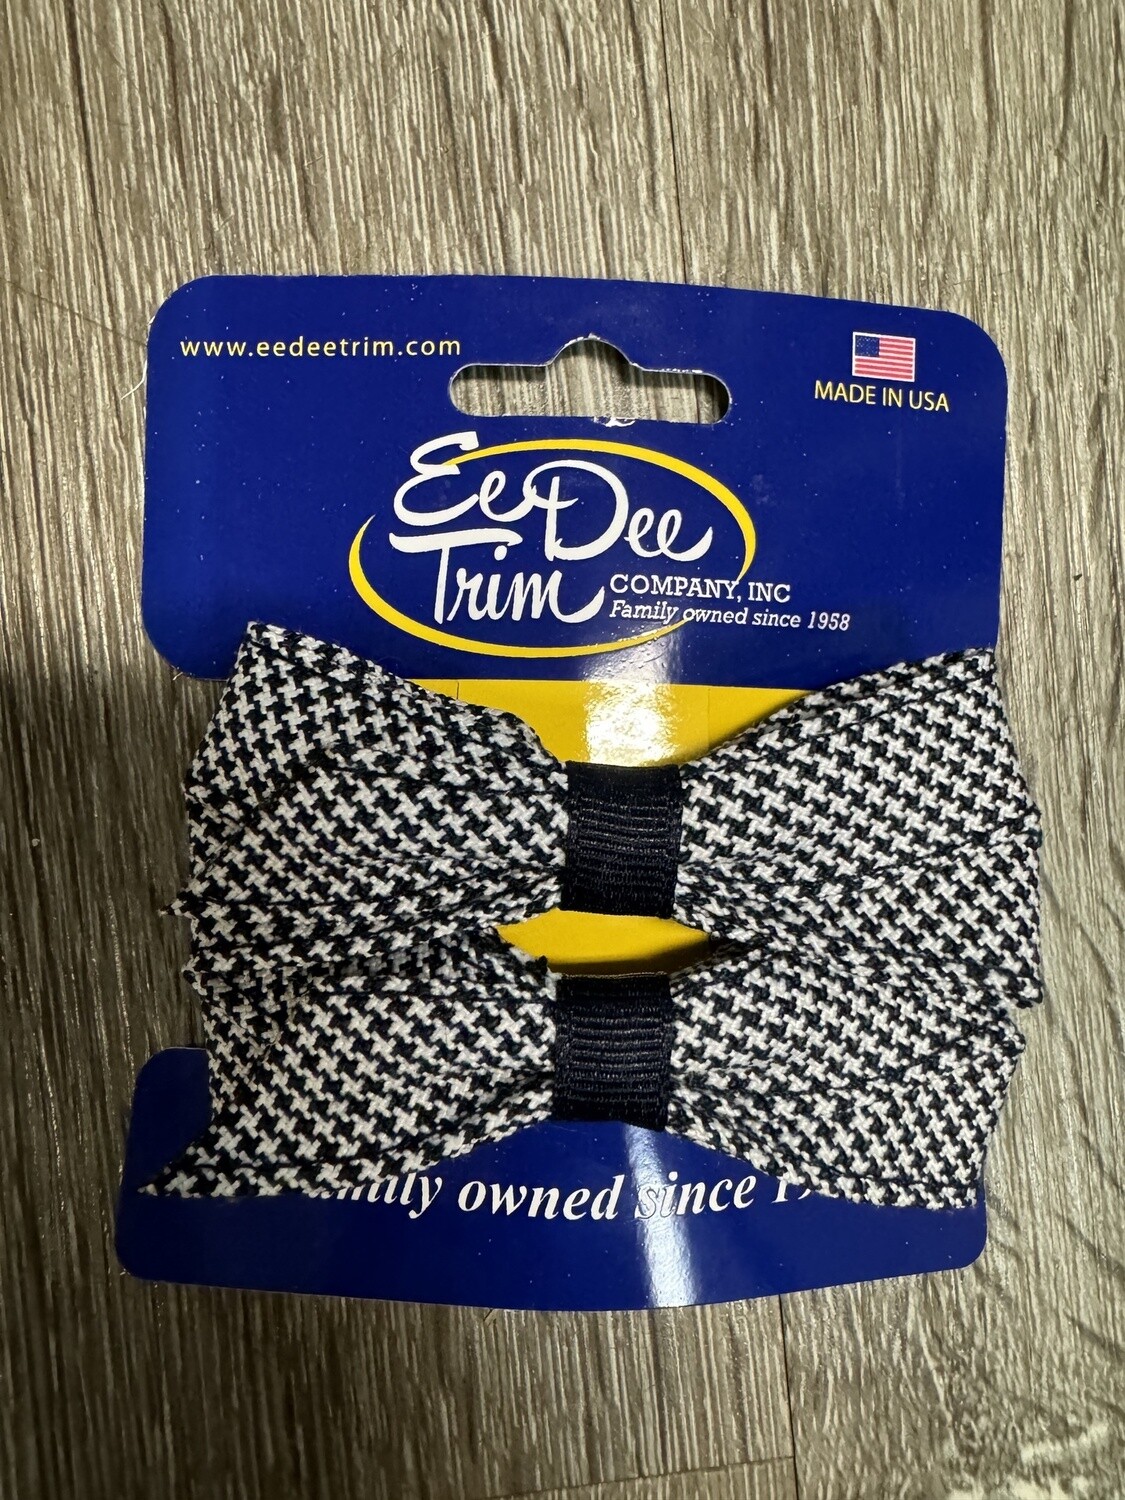 www.eedeetrim.com
MADE IN USA
Ee Dee
Trim
COMPANY, INC
Family owned since 1958
owned since